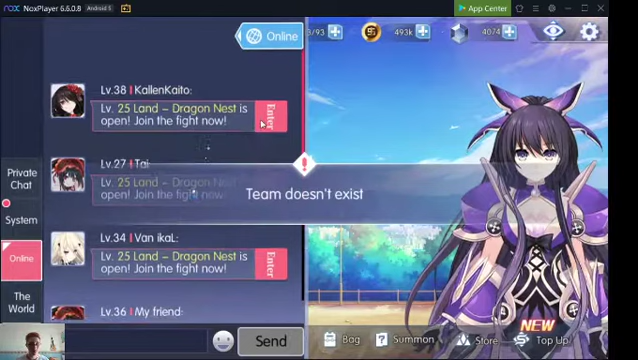 NoxPlayer 6.6.0.8
Android 5
App Center
Online
/93
493k
4074
Lv.38 KallenKaito:
Lv. 25 Land – Dragon Nest is
open! Join the fight now!
Enter
Lv.27 Tai
Lv. 25 Land – Dragon Nest is
open! Join the fight now!
Team doesn't exist
Private
Chat
System
Online
The
World
Lv.34 Van ikaL:
Lv. 25 Land – Dragon Nest is
open! Join the fight now!
Enter
Lv.36 My friend:
Send
Bag
Summon
Store
NEW
Top Up